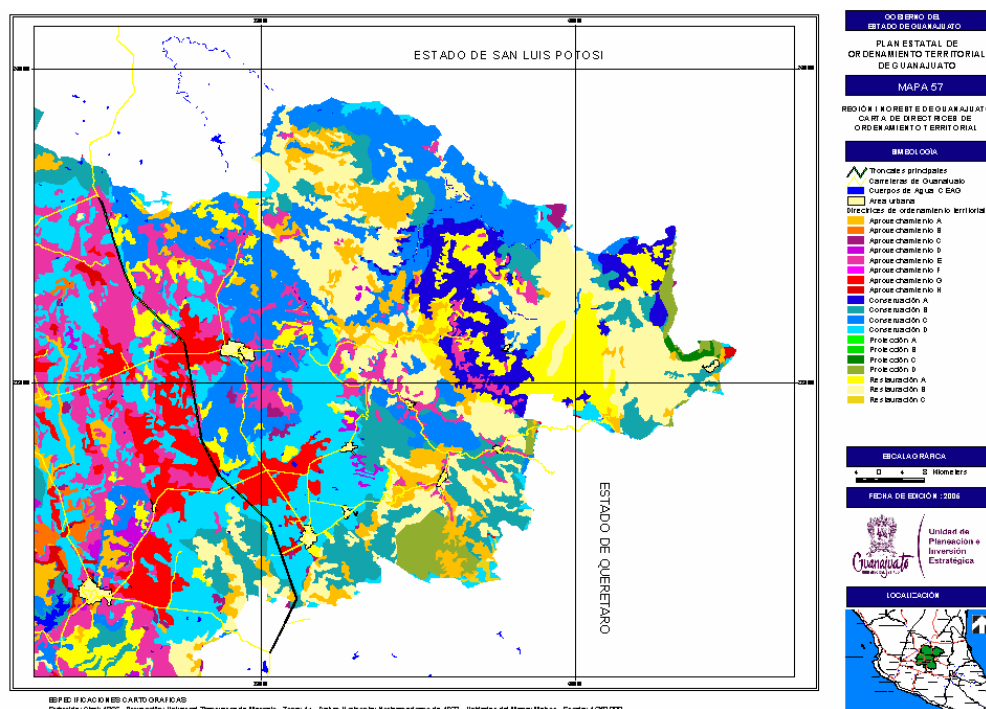 ESTADO DE SAN LUIS POTOSI
ESTADO DE QUERETARO
GOBIERNO DEL
ESTADO DE GUANAJUATO
PLAN ESTATAL DE
ORDENAMIENTO TERRITORIAL
DE GUANAJUATO
MAPA 57
REGIÓN I NORESTE DE GUANAJUATO
CARTA DE DIRECTRICES DE
ORDENAMIENTO TERRITORIAL
SIMBOLOGÍA
Troncales principales
Carreteras de Guanajuato
Cuerpos de Agua CEAG
Area urbana
Directrices de ordenamiento territorial
Aprovechamiento A
Aprovechamiento B
Aprovechamiento C
Aprovechamiento D
Aprovechamiento E
Aprovechamiento F
Aprovechamiento G
Aprovechamiento H
Conservación A
Conservación B
Conservación C
Conservación D
Protección A
Protección B
Protección C
Protección D
Restauración A
Restauración B
Restauración C
ESCALA GRÁFICA
4 0 4 8 Kilometers
FECHA DE EDICIÓN : 2006
Guanajuato
Unidad de
Planeación e
Inversión
Estratégica
LOCALIZACIÓN
ESPECIFICACIONES CARTOGRAFICAS